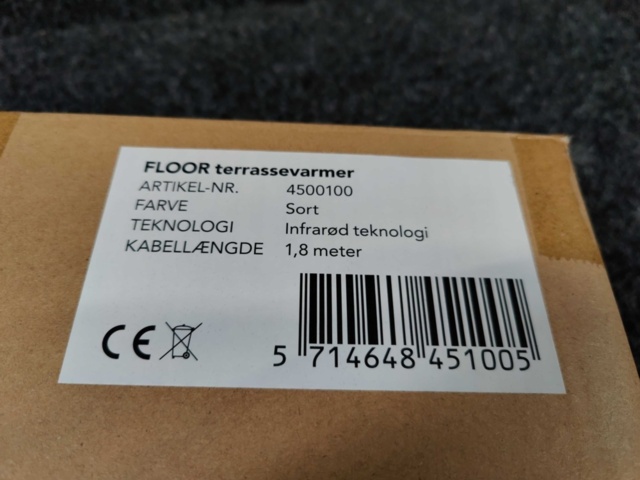 FLOOR terrassevarmer
ARTIKEL-NR. 4500100
FARVE Sort
TEKNOLOGI Infrarød teknologi
KABELLÆNGDE 1,8 meter
CE
5 714648 451005